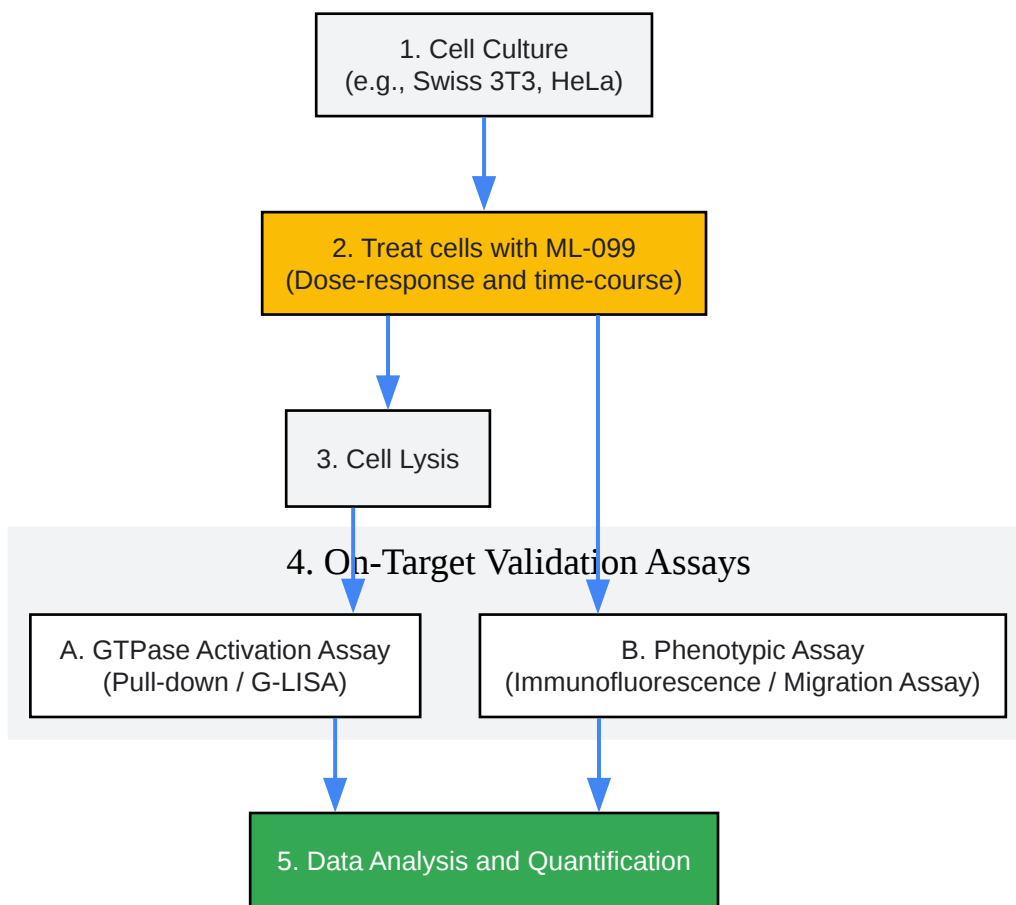 1. Cell Culture
(e.g., Swiss 3T3, HeLa)
2. Treat cells with ML-099
(Dose-response and time-course)
3. Cell Lysis
4. On-Target Validation Assays
A. GTPase Activation Assay
(Pull-down / G-LISA)
B. Phenotypic Assay
(Immunofluorescence / Migration Assay)
5. Data Analysis and Quantification